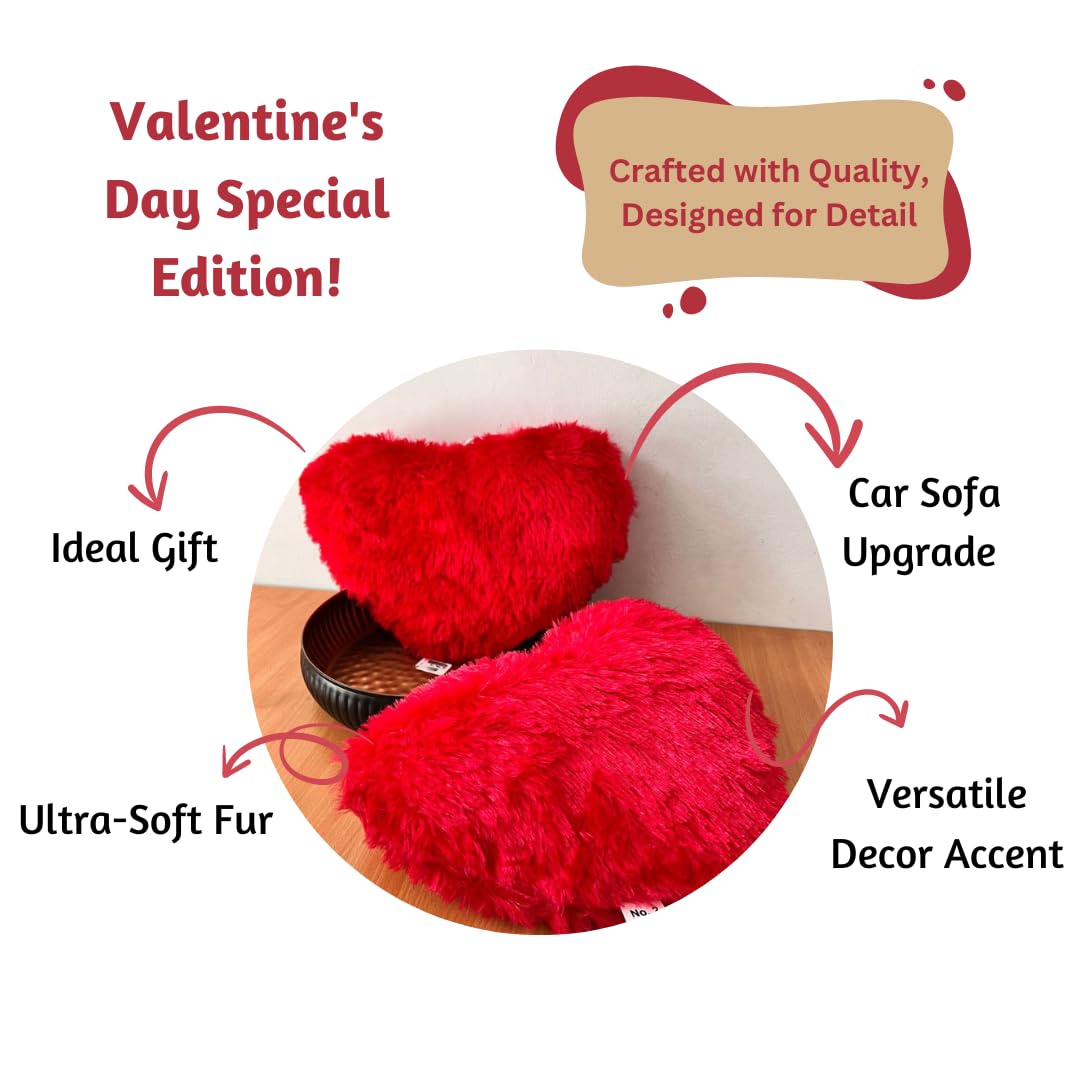 Valentine's
Day Special
Edition!
Crafted with Quality,
Designed for Detail
Ideal Gift
Car Sofa
Upgrade
Ultra-Soft Fur
Versatile
Decor Accent
No.